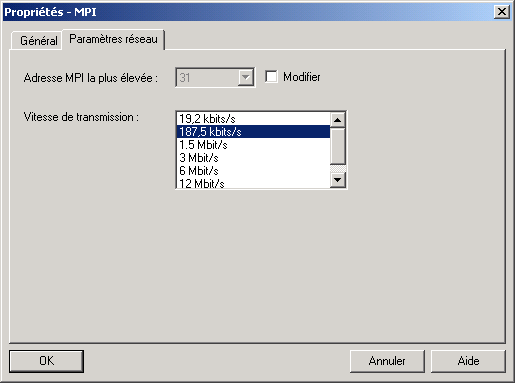 Propriétés - MPI
Général Paramètres réseau
Adresse MPI la plus élevée : 31 Modifier
Vitesse de transmission :
19,2 kbits/s
187,5 kbits/s
1.5 Mbit/s
3 Mbit/s
6 Mbit/s
12 Mbit/s
OK Annuler Aide